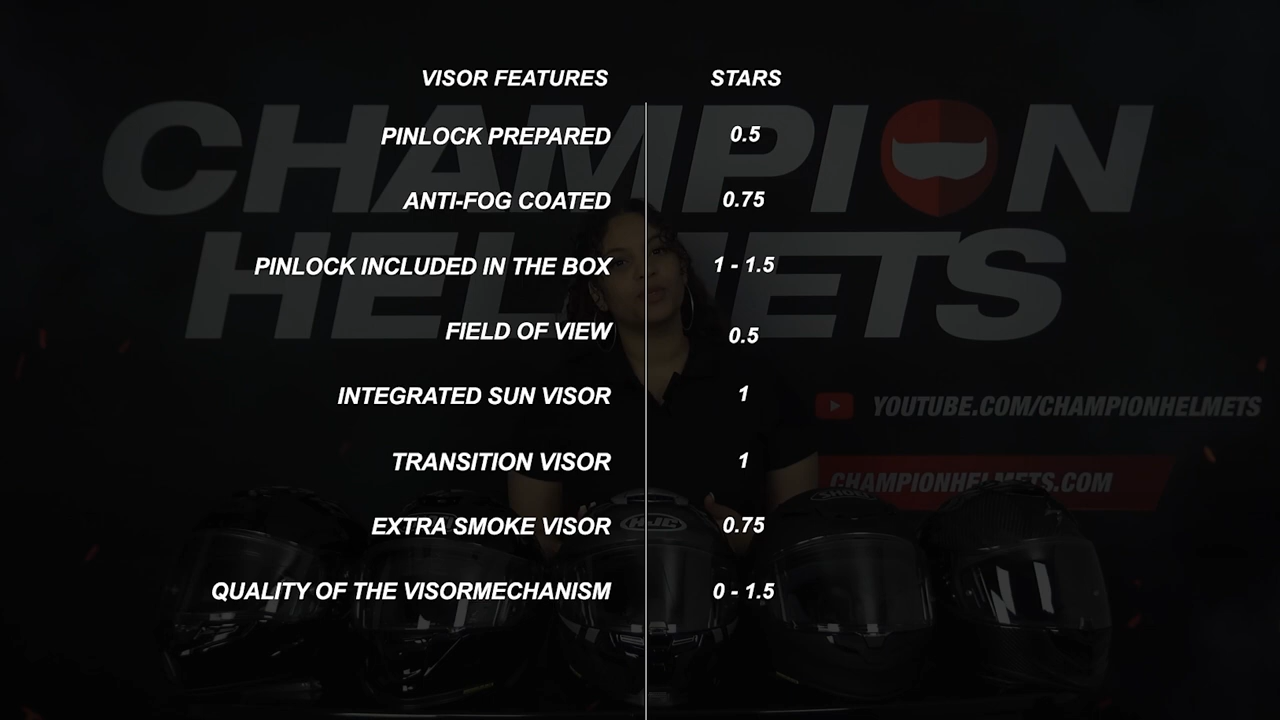 VISOR FEATURES STARS
CHAMPION
PINLOCK PREPARED 0.5
ANTI-FOG COATED 0.75
HELMETS
PINLOCK INCLUDED IN THE BOX 1 - 1.5
FIELD OF VIEW 0.5
INTEGRATED SUN VISOR 1
YOUTUBE.COM/CHAMPIONHELMETS
TRANSITION VISOR 1
CHAMPIONHELMETS.COM
SHOEI
EXTRA SMOKE VISOR 0.75
HJC
QUALITY OF THE VISORMECHANISM 0 - 1.5